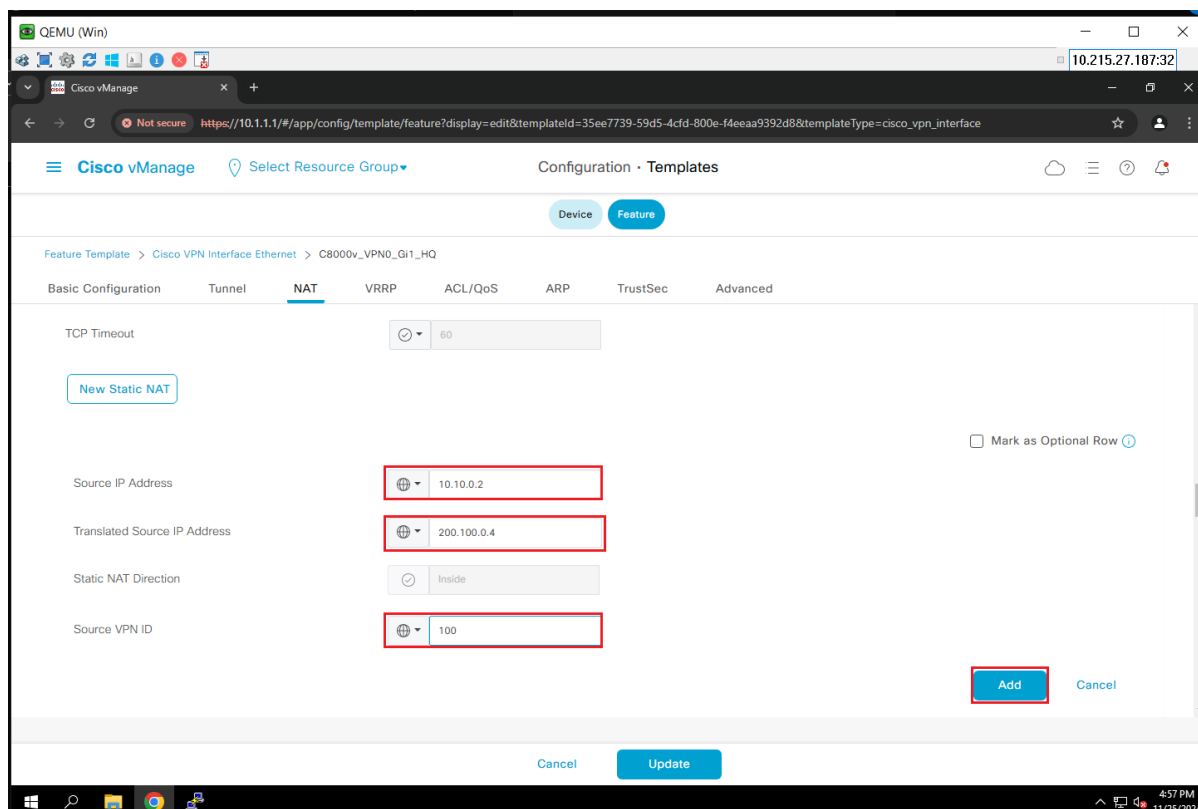 QEMU (Win)
10.215.27.187:32
Cisco vManage
Not secure https://10.1.1.1/#/app/config/template/feature?display=edit&templateId=35ee7739-59d5-4cfd-800e-f4eeaa9392d8&templateType=cisco_vpn_interface
Cisco vManage Select Resource Group Configuration · Templates
Device Feature
Feature Template > Cisco VPN Interface Ethernet > C8000v_VPN0_Gi1_HQ
Basic Configuration Tunnel NAT VRRP ACL/QoS ARP TrustSec Advanced
TCP Timeout 60
New Static NAT
Mark as Optional Row
Source IP Address 10.10.0.2
Translated Source IP Address 200.100.0.4
Static NAT Direction Inside
Source VPN ID 100
Add Cancel
Cancel Update
4:57 PM